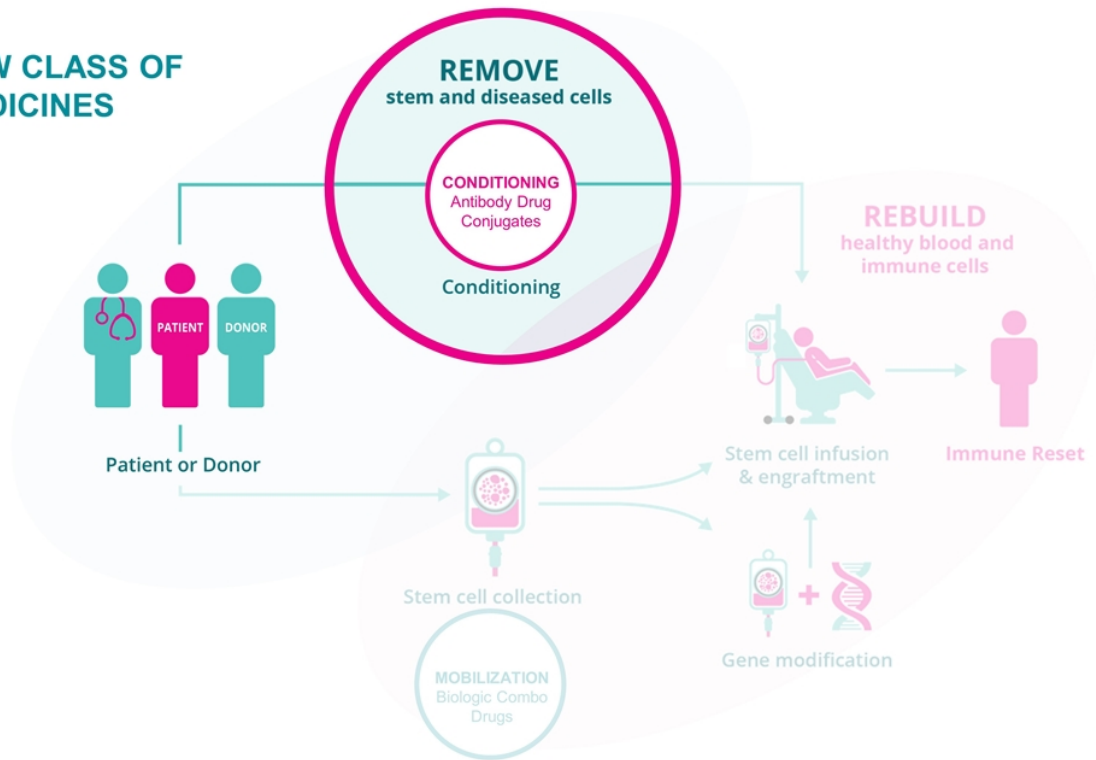 CLASS OF
REMOVE
stem and diseased cells
CONDITIONING
Antibody Drug
Conjugates
Conditioning
REBUILD
healthy blood and
immune cells
PATIENT
DONOR
Patient or Donor
Stem cell infusion
& engraftment
Immune Reset
Stem cell collection
MOBILIZATION
Biologic Combo
Drugs
Gene modification